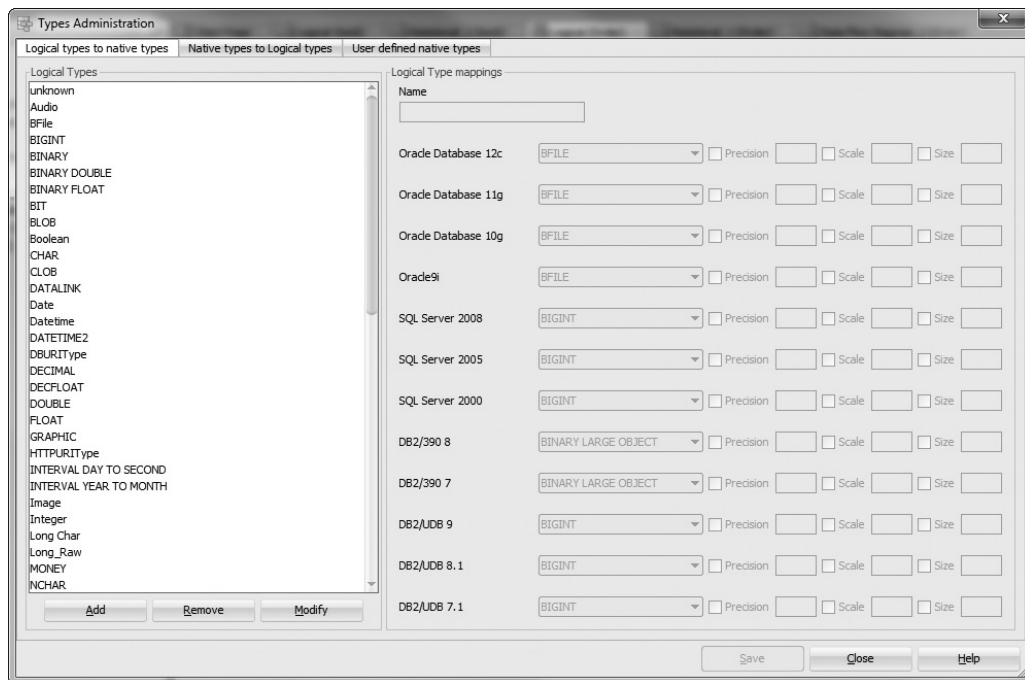 Types Administration
Logical types to native types Native types to Logical types User defined native types
Logical Types
unknown
Audio
BFile
BIGINT
BINARY
BINARY DOUBLE
BINARY FLOAT
BIT
BLOB
Boolean
CHAR
CLOB
DATALINK
Date
Datetime
DATETIME2
DBURIType
DECIMAL
DECFLOAT
DOUBLE
FLOAT
GRAPHIC
HTTPURIType
INTERVAL DAY TO SECOND
INTERVAL YEAR TO MONTH
Image
Integer
Long Char
Long_Raw
MONEY
NCHAR
Add Remove Modify
Logical Type mappings
Name
Oracle Database 12c BFILE Precision Scale Size
Oracle Database 11g BFILE Precision Scale Size
Oracle Database 10g BFILE Precision Scale Size
Oracle9i BFILE Precision Scale Size
SQL Server 2008 BIGINT Precision Scale Size
SQL Server 2005 BIGINT Precision Scale Size
SQL Server 2000 BIGINT Precision Scale Size
DB2/390 8 BINARY LARGE OBJECT Precision Scale Size
DB2/390 7 BINARY LARGE OBJECT Precision Scale Size
DB2/UDB 9 BIGINT Precision Scale Size
DB2/UDB 8.1 BIGINT Precision Scale Size
DB2/UDB 7.1 BIGINT Precision Scale Size
Save Close Help